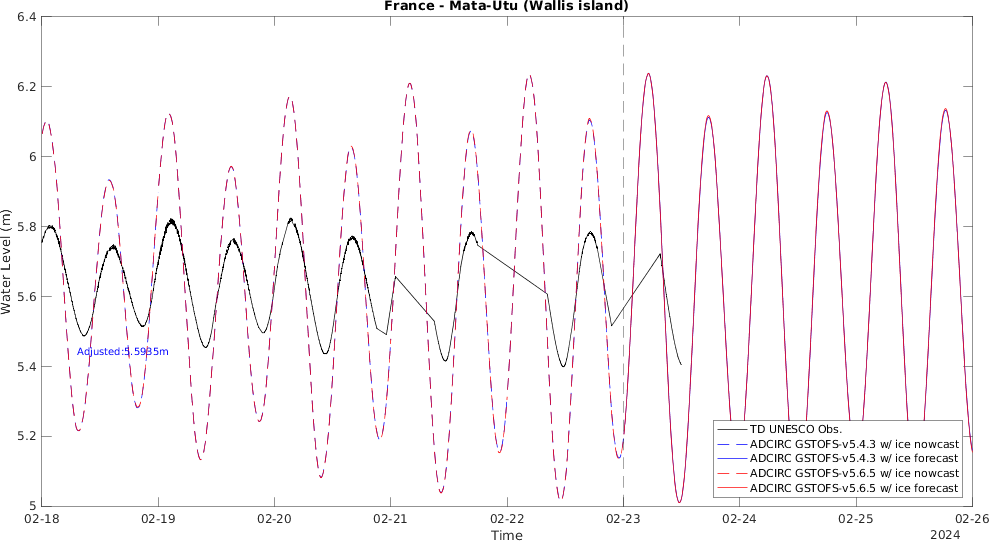 France - Mata-Utu (Wallis island)
6.4
6.2
6
5.8
5.6
5.4
5.2
5
Water Level (m)
Adjusted:5.5935m
TD UNESCO Obs.
ADCIRC GSTOFS-v5.4.3 w/ ice nowcast
ADCIRC GSTOFS-v5.4.3 w/ ice forecast
ADCIRC GSTOFS-v5.6.5 w/ ice nowcast
ADCIRC GSTOFS-v5.6.5 w/ ice forecast
02-18 02-19 02-20 02-21 02-22 02-23 02-24 02-25 02-26
Time
2024